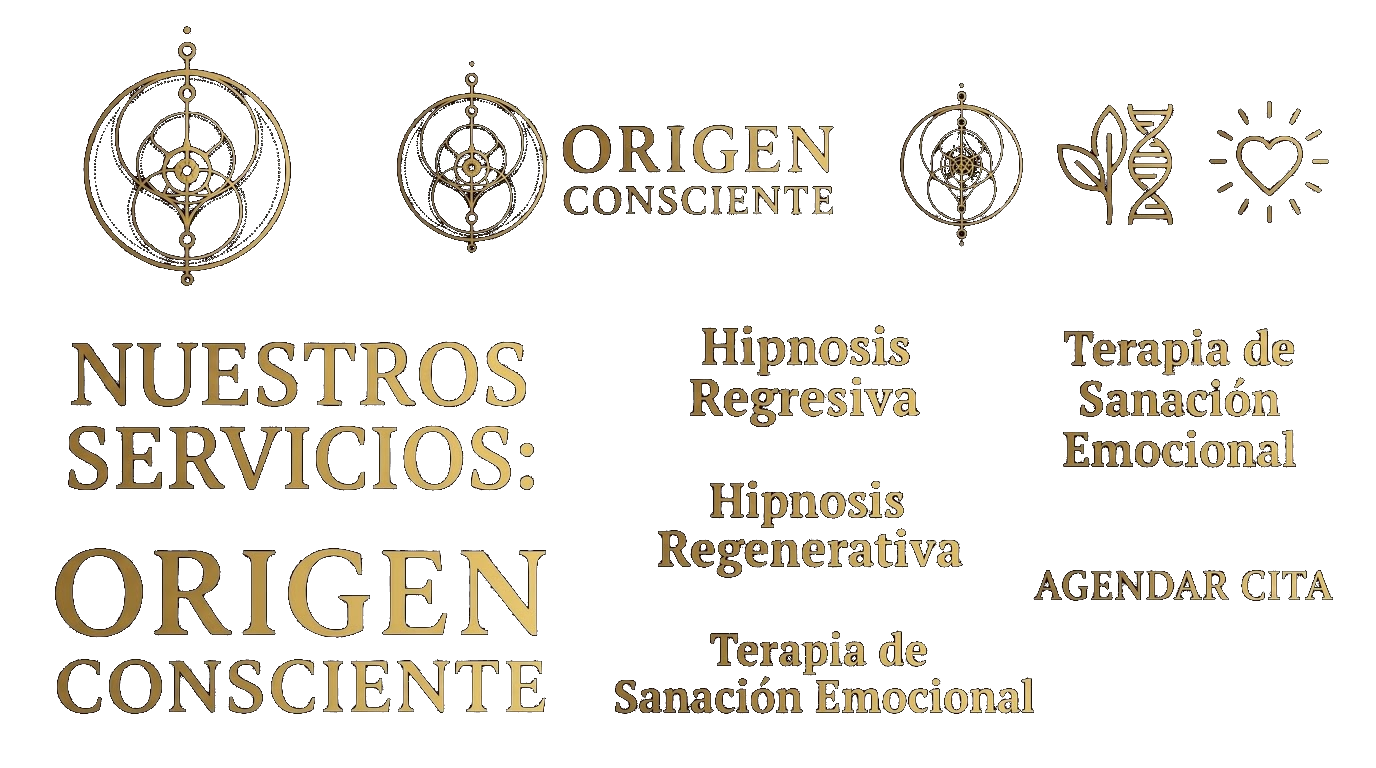 ORIGEN
CONSCIENTE
NUESTROS
SERVICIOS:
ORIGEN
CONSCIENTE
Hipnosis
Regresiva
Hipnosis
Regenerativa
Terapia de
Sanación Emocional
Terapia de
Sanación
Emocional
AGENDAR CITA